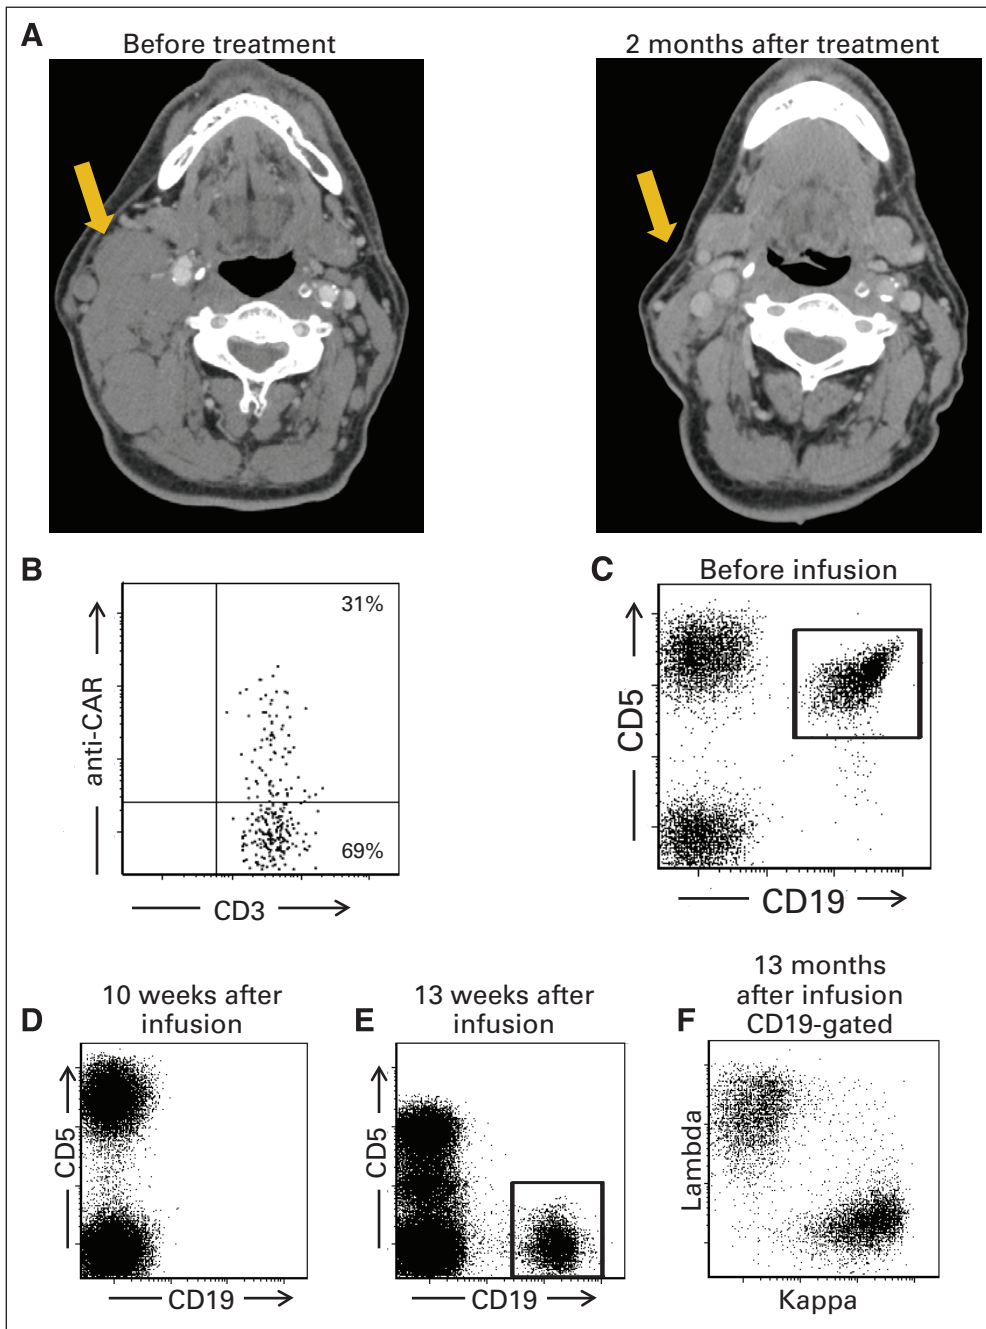 A
Before treatment
2 months after treatment
B
31%
69%
anti-CAR
CD3
C
Before infusion
CD5
CD19
D
10 weeks after
infusion
CD5
CD19
E
13 weeks after
infusion
CD5
CD19
F
13 months
after infusion
CD19-gated
Lambda
Kappa